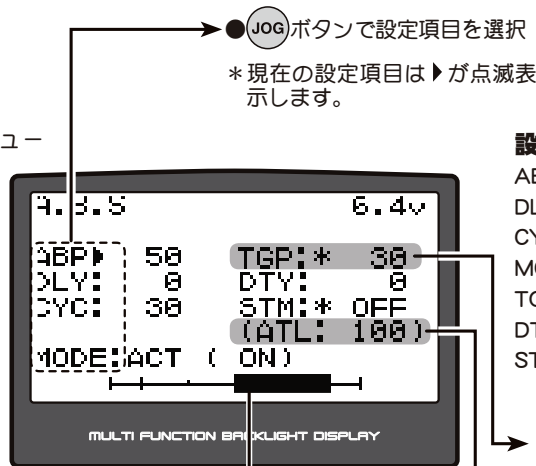 ●JOGボタンで設定項目を選択
＊現在の設定項目は▶が点滅表
示します。
ュー
設
A.B.S 6.4v
ABP▶ 50 TGP:* 30
DLY: 0 DTY: 0
CYC: 30 STM:* OFF
(ATL: 100)
MODE:ACT ( ON)
MULTI FUNCTION BACKLIGHT DISPLAY
AB
DL
CY
MO
TG
DT
ST